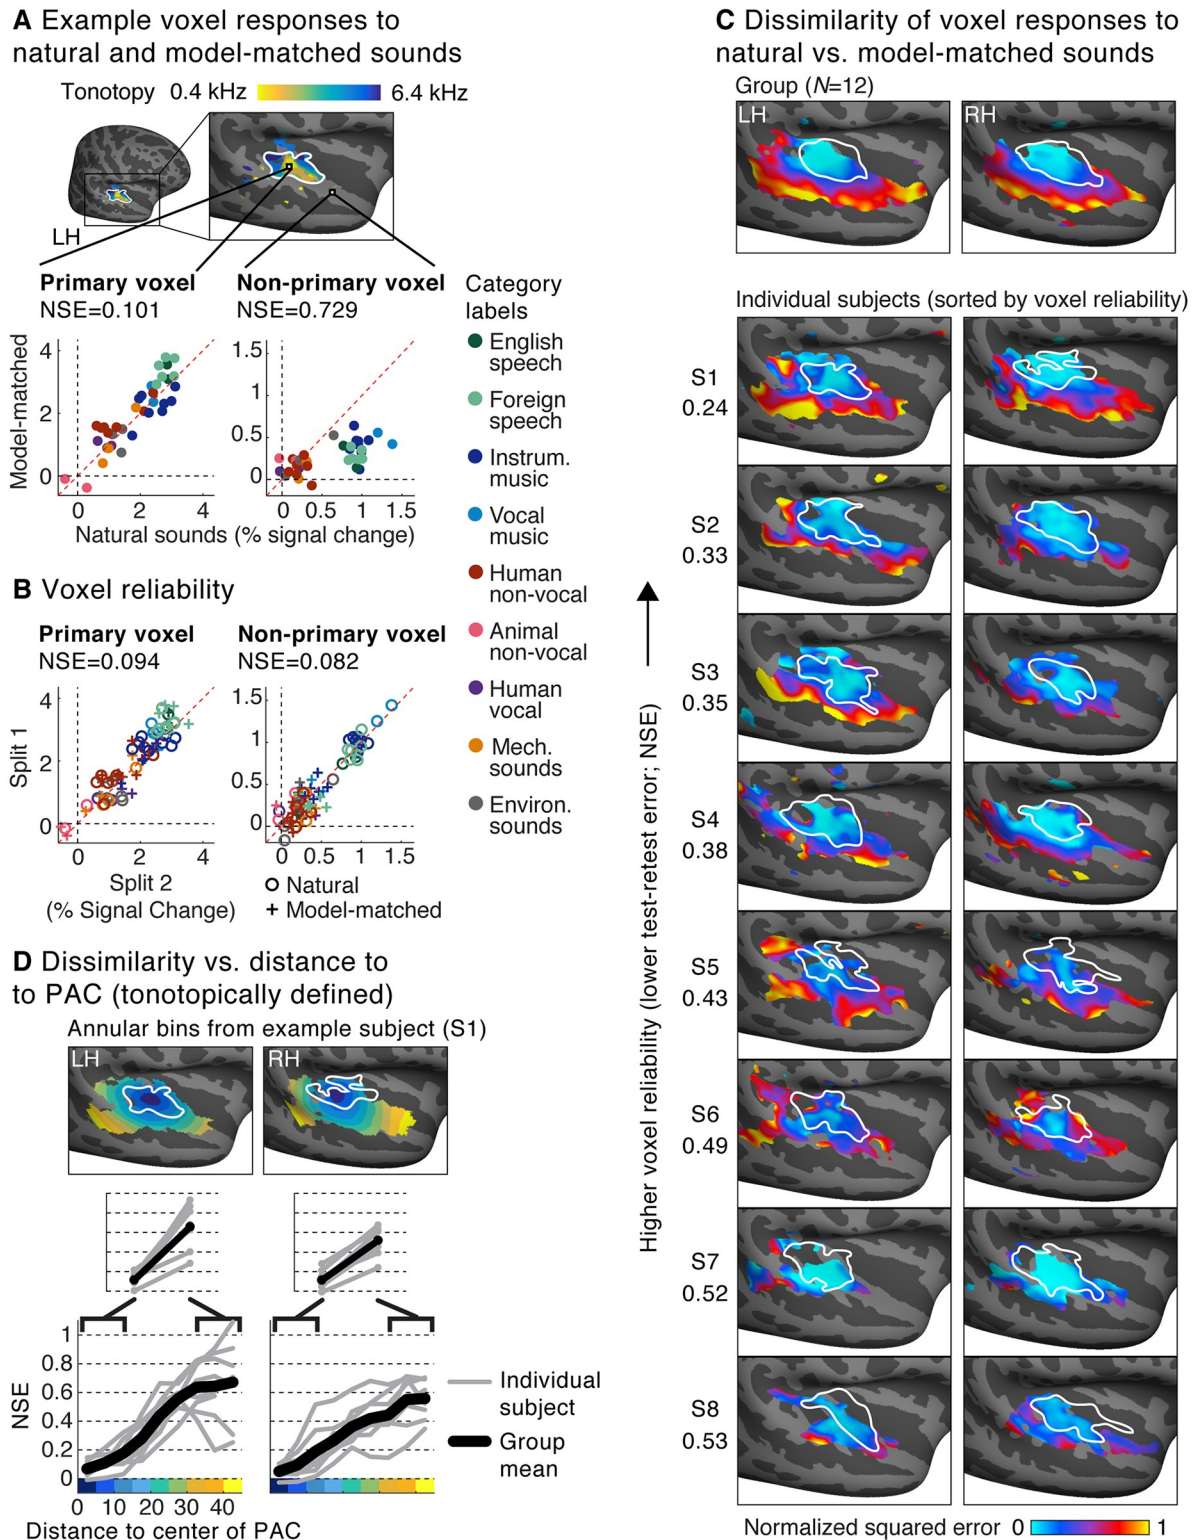 A Example voxel responses to
natural and model-matched sounds
Tonotopy 0.4 kHz 6.4 kHz
LH
Primary voxel
NSE=0.101
Non-primary voxel
NSE=0.729
Model-matched
4
2
0
0 2 4
1.5
1
0.5
0
0 0.5 1 1.5
Natural sounds (% signal change)
Category
labels
English
speech
Foreign
speech
Instrum.
music
Vocal
music
Human
non-vocal
Animal
non-vocal
Human
vocal
Mech.
sounds
Environ.
sounds
B Voxel reliability
Primary voxel
NSE=0.094
Non-primary voxel
NSE=0.082
Split 1
4
2
0
0 2 4
1.5
1.0
0.5
0
0 0.5 1 1.5
Split 2
(% Signal Change)
Natural
Model-matched
C Dissimilarity of voxel responses to
natural vs. model-matched sounds
Group (N=12)
LH
RH
Individual subjects (sorted by voxel reliability)
S1
0.24
S2
0.33
S3
0.35
S4
0.38
S5
0.43
S6
0.49
S7
0.52
S8
0.53
Higher voxel reliability (lower test-retest error; NSE)
Normalized squared error 0 1
D Dissimilarity vs. distance to
to PAC (tonotopically defined)
Annular bins from example subject (S1)
LH
RH
NSE
1
0.8
0.6
0.4
0.2
0
0 10 20 30 40
Distance to center of PAC
Individual
subject
Group
mean